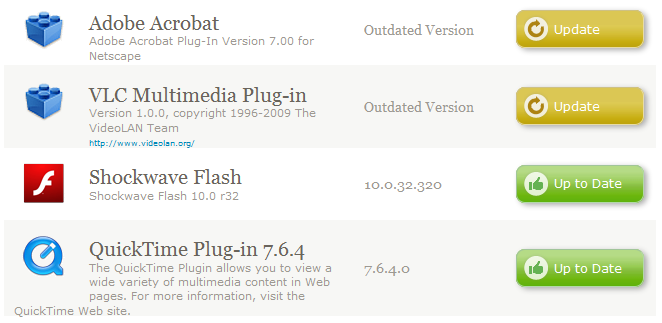 Adobe Acrobat
Adobe Acrobat Plug-In Version 7.00 for
Netscape
Outdated Version
Update
VLC Multimedia Plug-in
Version 1.0.0, copyright 1996-2009 The
VideoLAN Team
http://www.videolan.org/
Outdated Version
Update
Shockwave Flash
Shockwave Flash 10.0 r32
10.0.32.320
Up to Date
QuickTime Plug-in 7.6.4
The QuickTime Plugin allows you to view a
wide variety of multimedia content in Web
pages. For more information, visit the
QuickTime Web site.
7.6.4.0
Up to Date